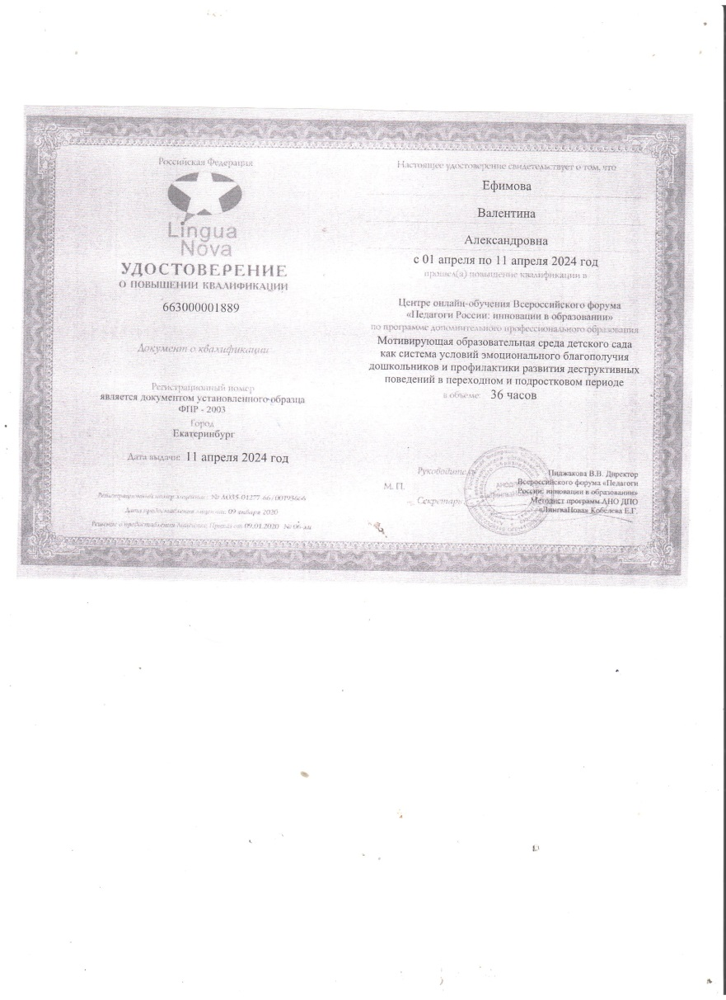 Российская Федерация
Lingua
Nova
УДОСТОВЕРЕНИЕ
О ПОВЫШЕНИИ КВАЛИФИКАЦИИ
663000001889
Документ о квалификации
Регистрационный номер
является документом установленного образца
ФПР - 2003
Город
Екатеринбург
Дата выдачи: 11 апреля 2024 год
Регистрационный номер лицензии: № Л035-01277-66/
Дата предоставления лицензии: 09 января 2020
Решение о предоставлении лицензии: Приказ от 09.01.2020 № 06-ли
Настоящее удостоверение свидетельствует о том, что
Ефимова
Валентина
Александровна
с 01 апреля по 11 апреля 2024 год
прошел(а) повышение квалификации в
Центре онлайн-обучения Всероссийского форума
«Педагоги России: инновации в образовании»
по программе дополнительного профессионального образования
Мотивирующая образовательная среда детского сада
как система условий эмоционального благополучия
дошкольников и профилактики развития деструктивных
поведений в переходном и подростковом периоде
в объеме: 36 часов
М. П.
Руководитель
Секретарь
Пиджакова В.В. Директор
Всероссийского форума «Педагоги
России: инновации в образовании»
Методист программ АНО ДПО
«ЛингваНова» Кобелева Е.Г.